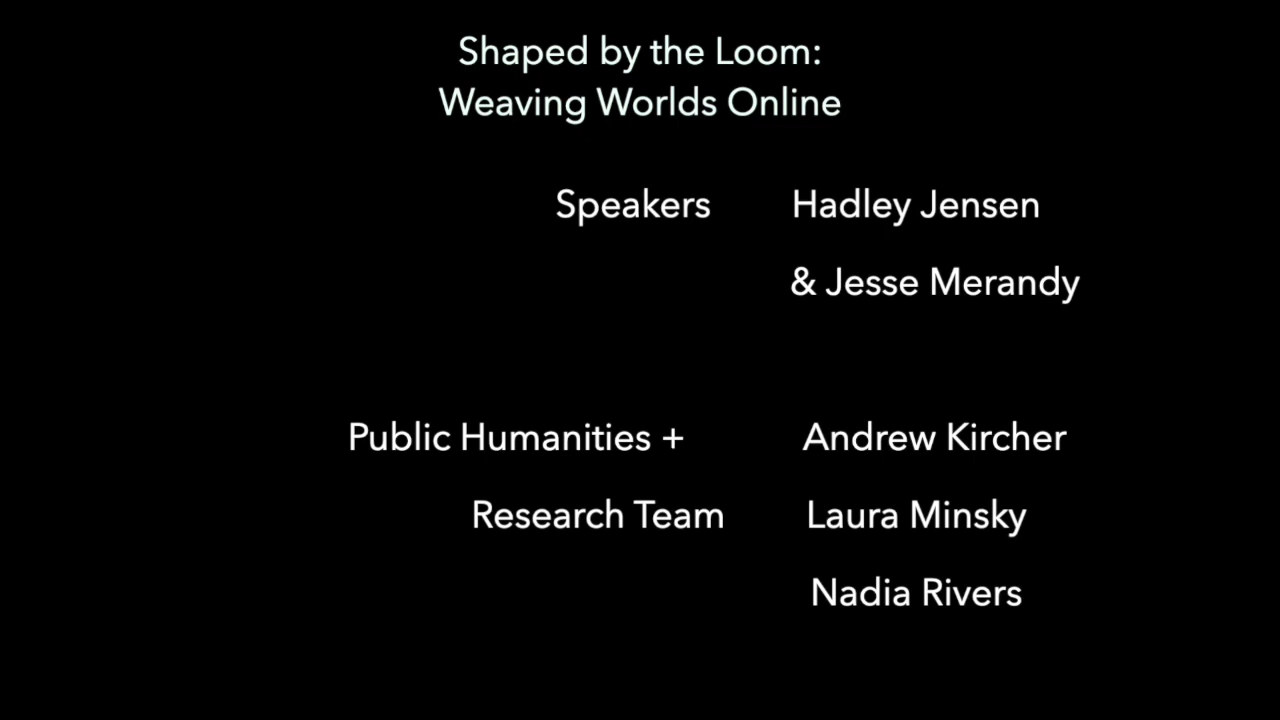 Shaped by the Loom:
Weaving Worlds Online
Speakers Hadley Jensen
& Jesse Merandy
Public Humanities + Andrew Kircher
Research Team Laura Minsky
Nadia Rivers